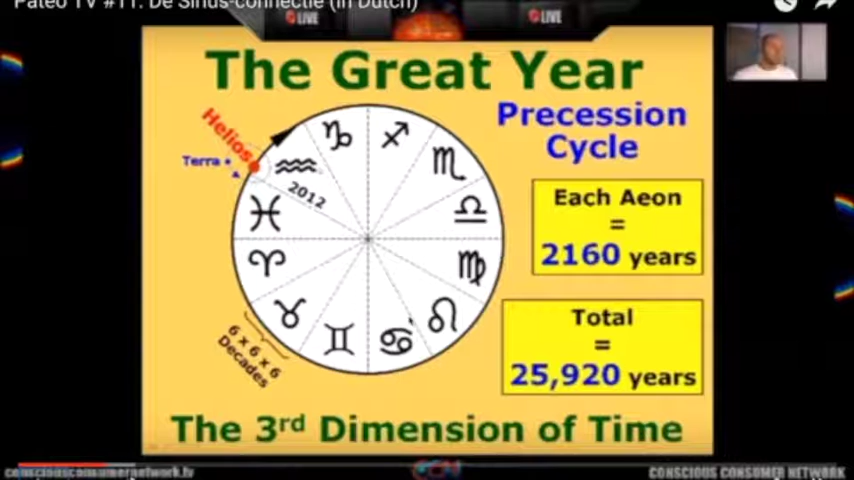 Pateo TV #11: De Sirius-connectie (in Dutch)
LIVE
LIVE
The Great Year
Helios
Terra
2012
6 x 6 x 6
Decades
Precession
Cycle
Each Aeon
=
2160 years
Total
=
25,920 years
The 3rd Dimension of Time
consciousconsumernetwork.tv
CCN
CONSCIOUS CONSUMER NETWORK